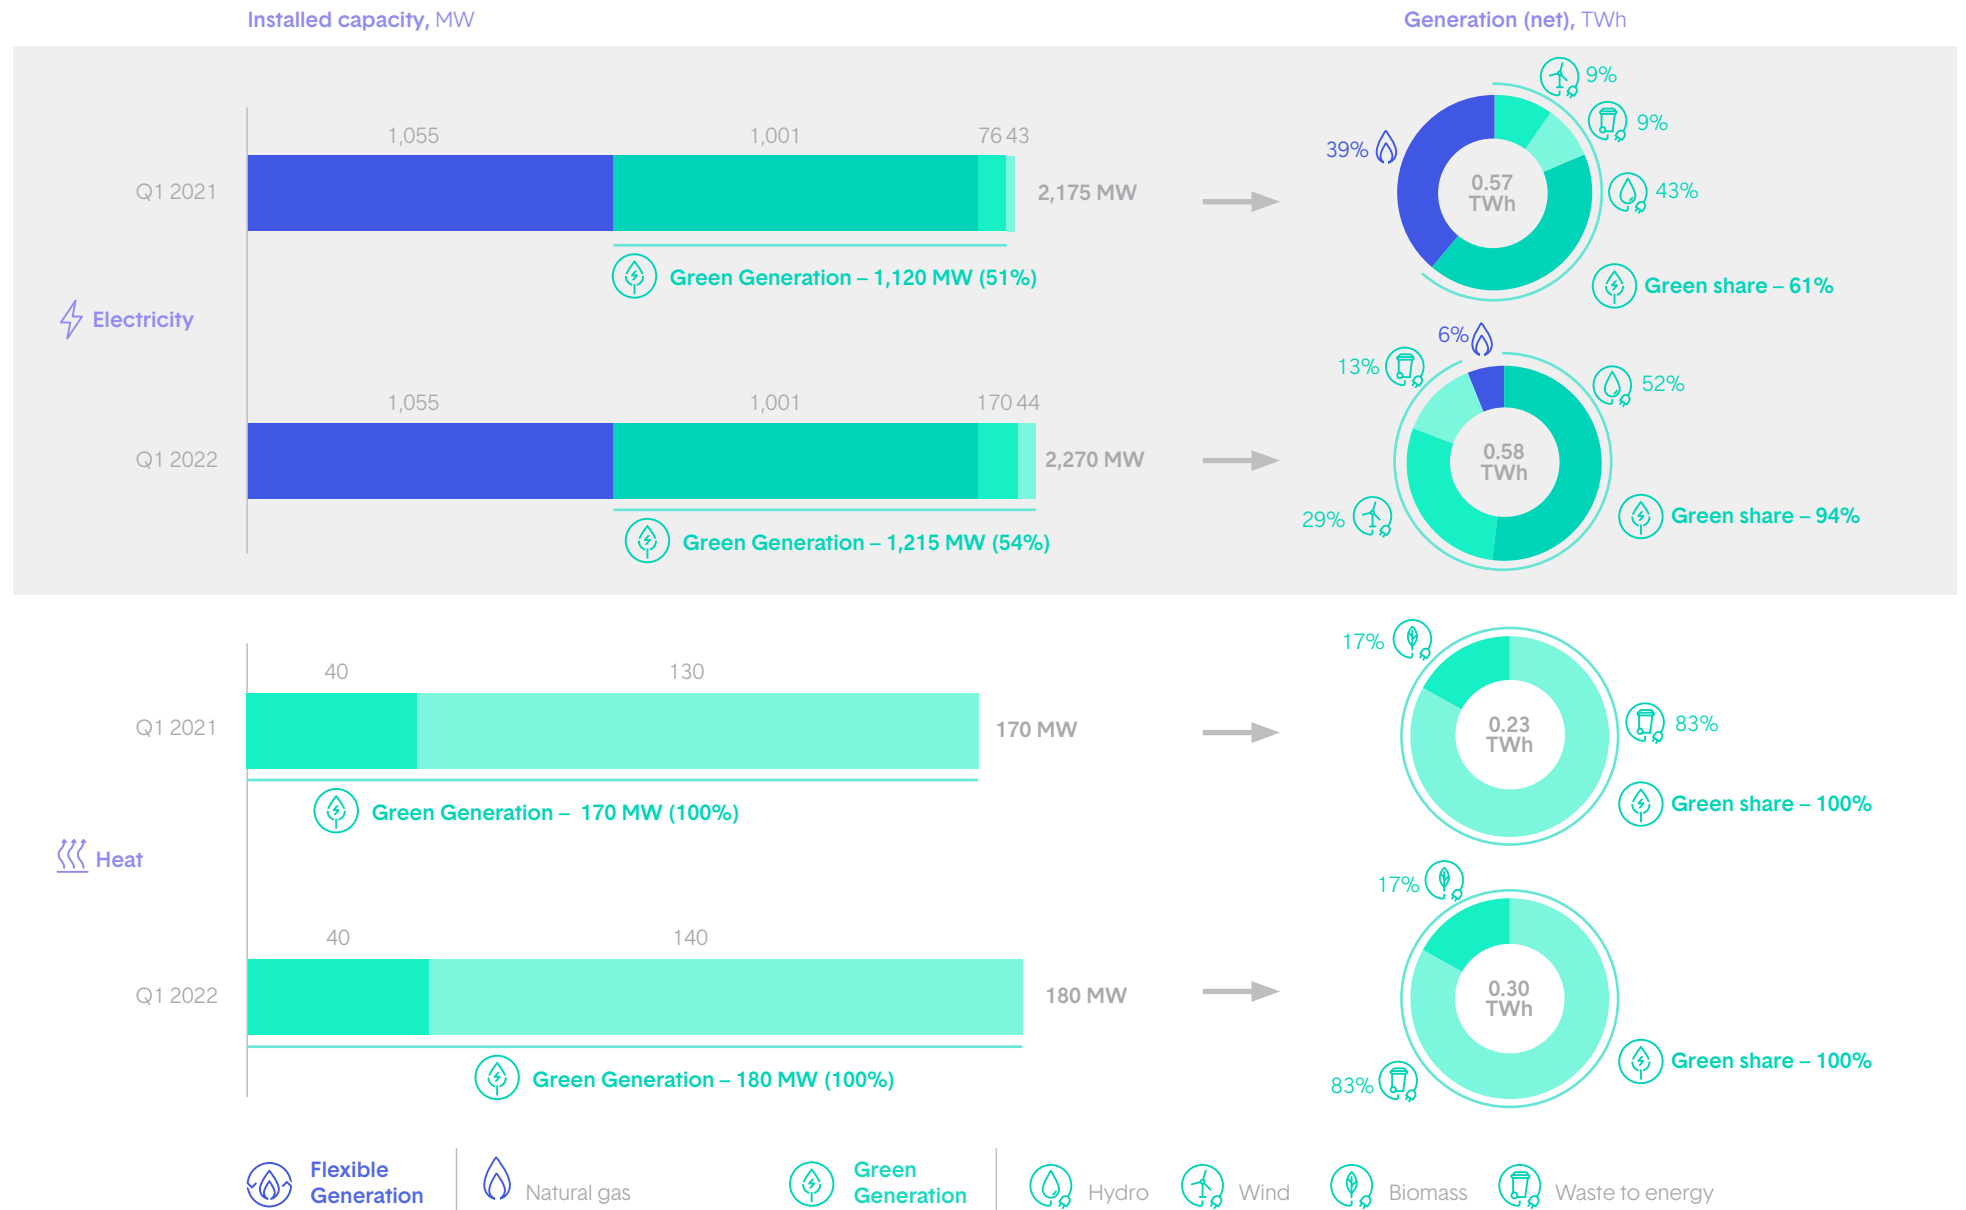 Installed capacity, MW
Generation (net), TWh
Electricity
Q1 2021
1,055
1,001
76 43
2,175 MW
Green Generation – 1,120 MW (51%)
9%
9%
39%
43%
0.57
TWh
Green share – 61%
Q1 2022
1,055
1,001
170 44
2,270 MW
Green Generation – 1,215 MW (54%)
6%
13%
52%
0.58
TWh
29%
Green share – 94%
Heat
Q1 2021
40
130
170 MW
Green Generation – 170 MW (100%)
17%
83%
0.23
TWh
Green share – 100%
Q1 2022
40
140
180 MW
Green Generation – 180 MW (100%)
17%
0.30
TWh
83%
Green share – 100%
Flexible
Generation
Natural gas
Green
Generation
Hydro
Wind
Biomass
Waste to energy